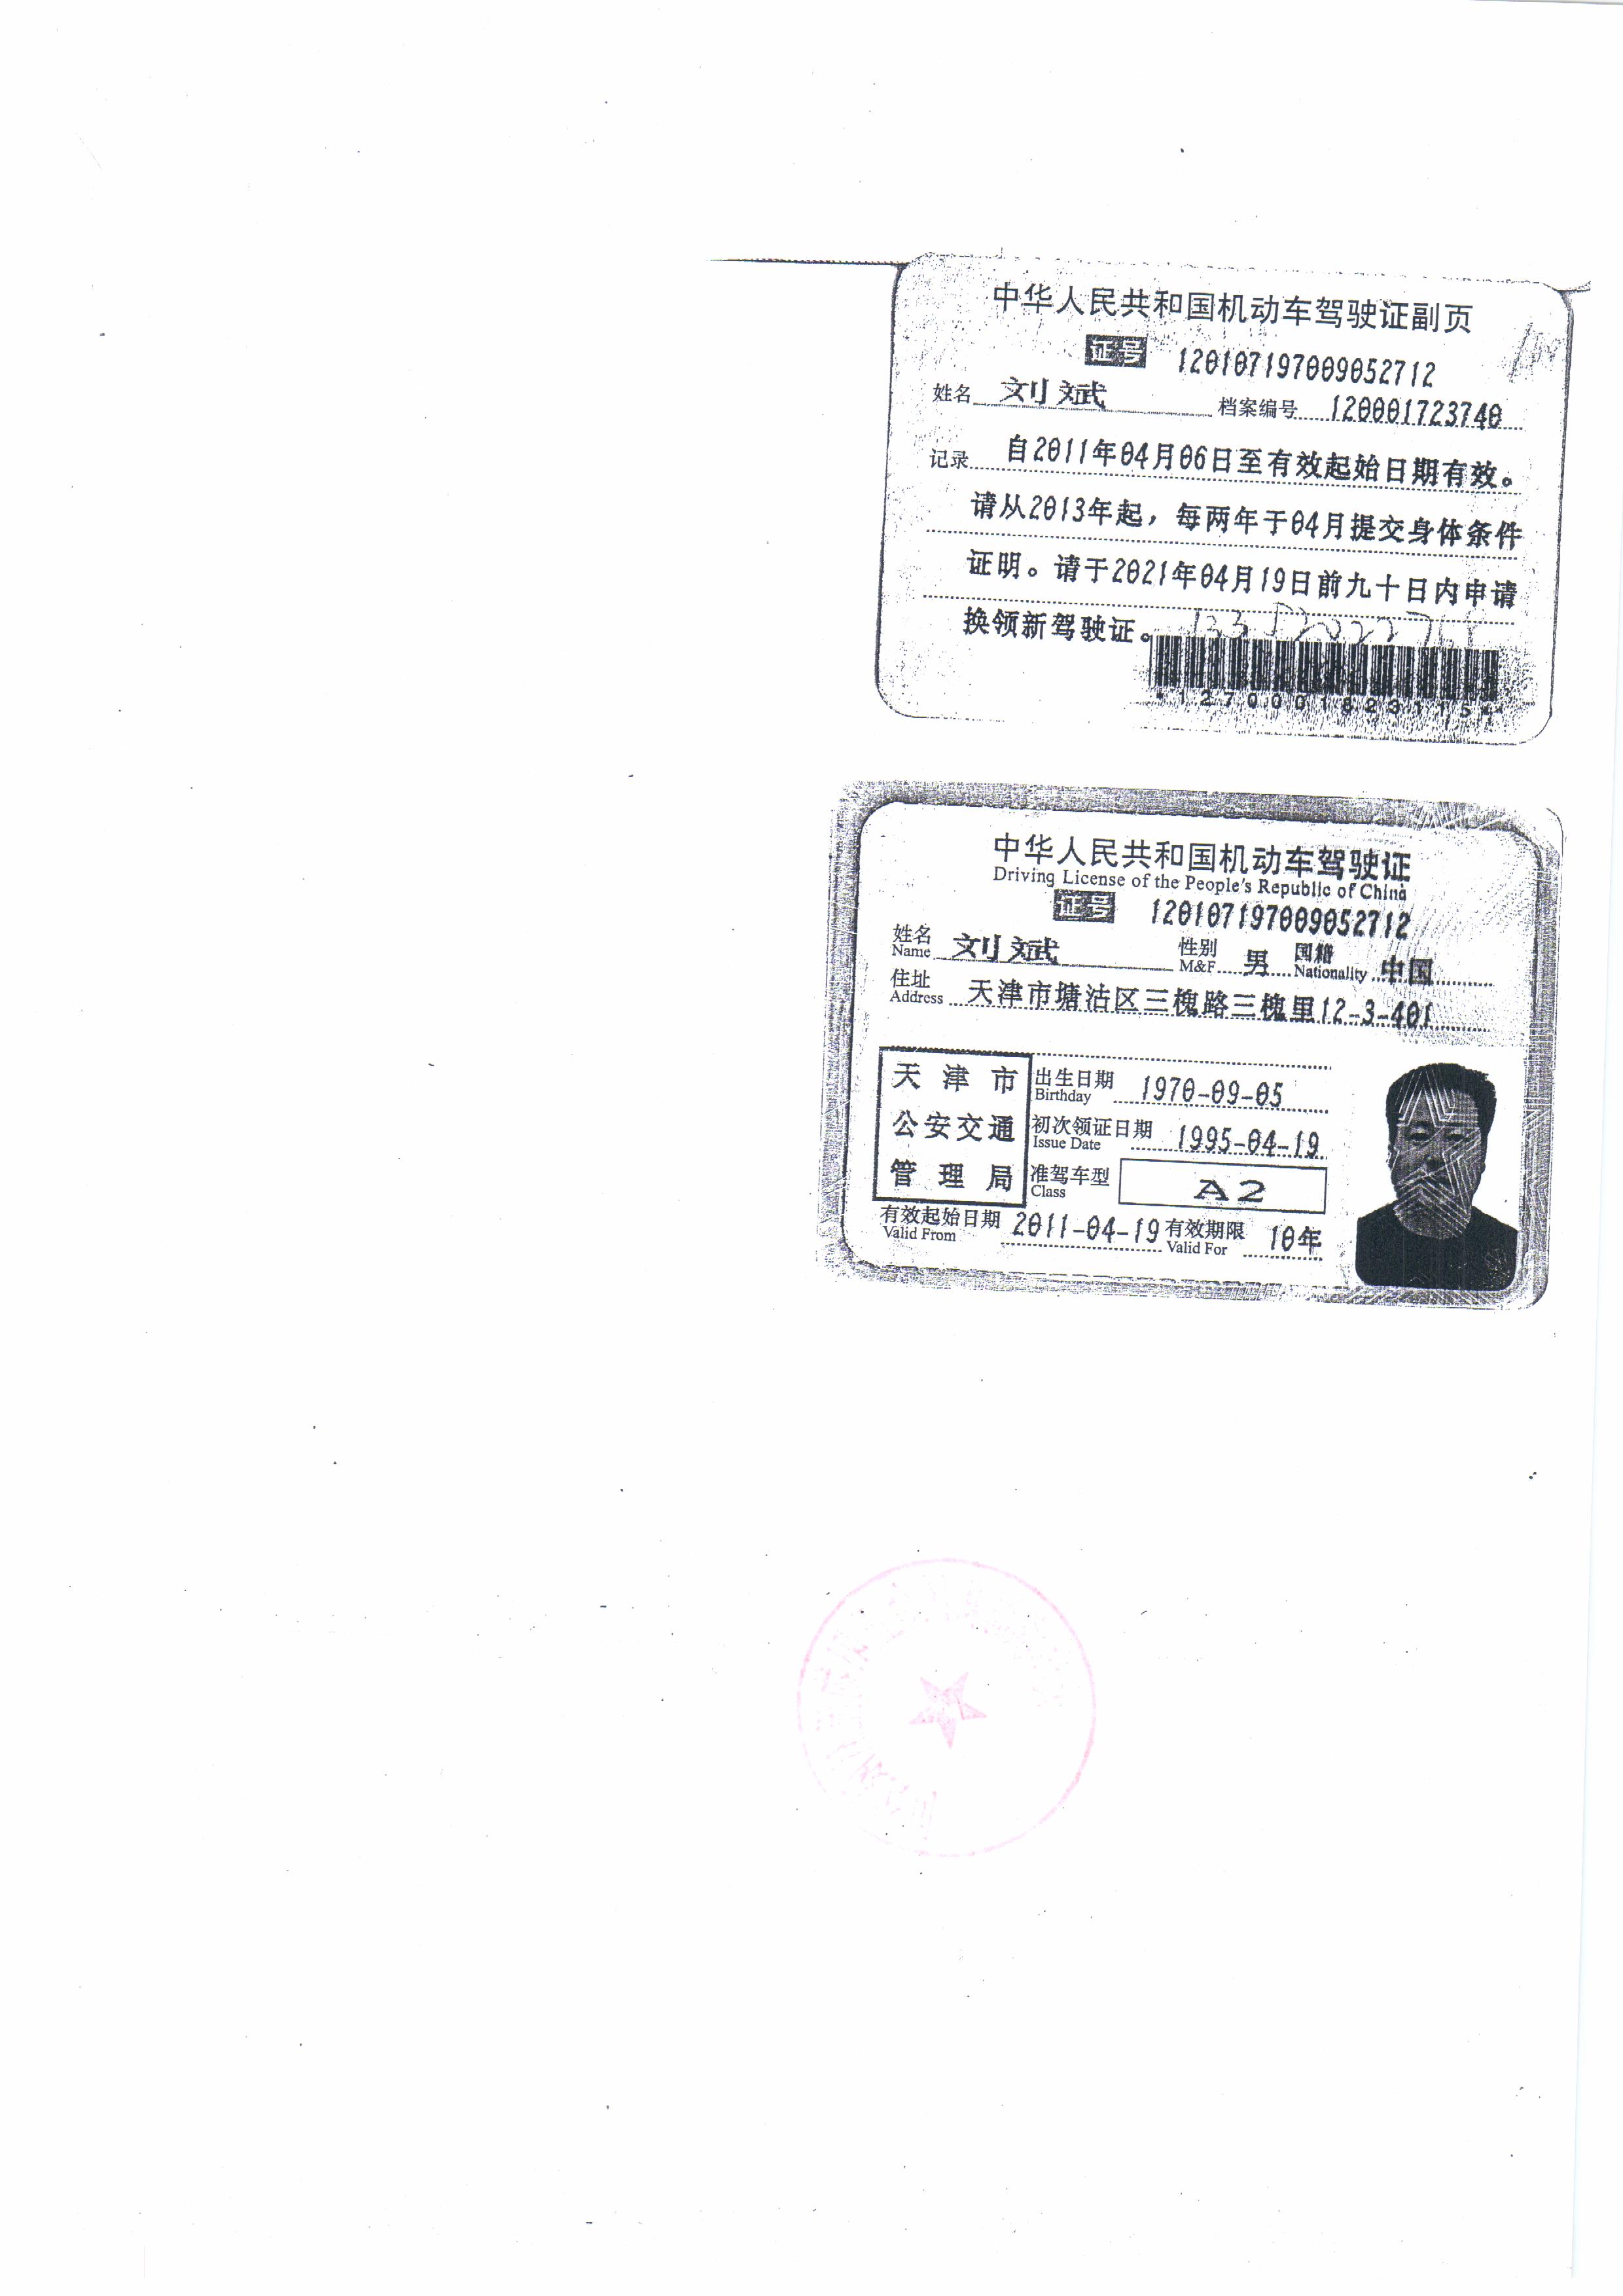 中华人民共和国机动车驾驶证副页
证号 120107197009052712
姓名 刘斌 档案编号 120001723740
记录 自2011年04月06日至有效起始日期有效。
请从2013年起，每两年于04月提交身体条件
证明。请于2021年04月19日前九十日内申请
换领新驾驶证。
*1270001823115*
中华人民共和国机动车驾驶证
Driving License of the People's Republic of China
证号 120107197009052712
姓名 刘斌 性别 男 国籍 中国
Name M&F Nationality
住址 天津市塘沽区三槐路三槐里12-3-401
Address
天津市 出生日期 1970-09-05
Birthday
公安交通 初次领证日期 1995-04-19
Issue Date
管理局 准驾车型 A2
Class
有效起始日期 2011-04-19 有效期限 10年
Valid From Valid For